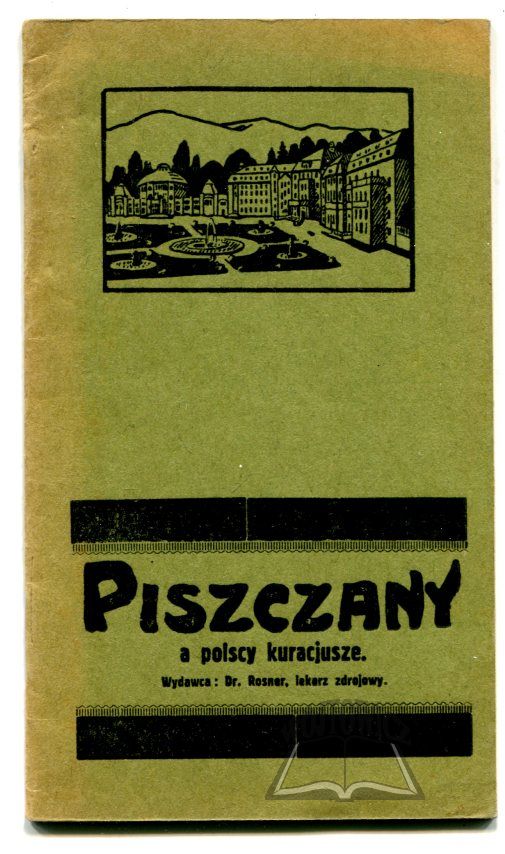 PISZCZANY
a polscy kuracjusze.
Wydawca: Dr. Rosner, lekarz zdrojowy.